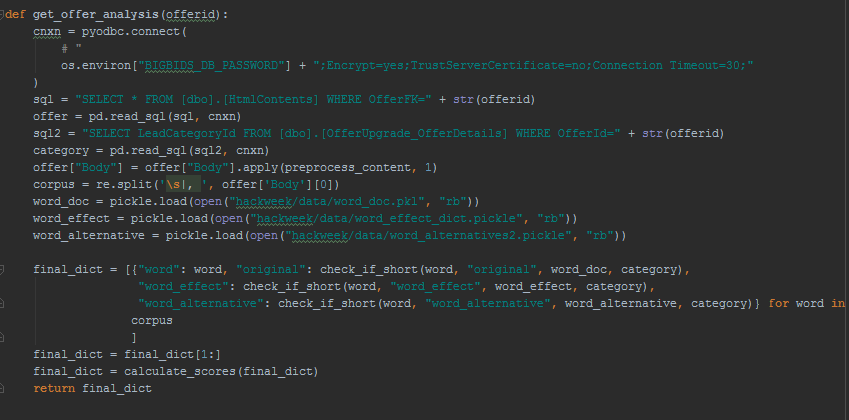 def get_offer_analysis(offerid):
    cnxn = pyodbc.connect(
        # "
        os.environ["BIGBIDS_DB_PASSWORD"] + ";Encrypt=yes;TrustServerCertificate=no;Connection Timeout=30;"
    )
    sql = "SELECT * FROM [dbo].[HtmlContents] WHERE OfferFK=" + str(offerid)
    offer = pd.read_sql(sql, cnxn)
    sql2 = "SELECT LeadCategoryId FROM [dbo].[OfferUpgrade_OfferDetails] WHERE OfferId=" + str(offerid)
    category = pd.read_sql(sql2, cnxn)
    offer["Body"] = offer["Body"].apply(preprocess_content, 1)
    corpus = re.split('\s|, ', offer['Body'][0])
    word_doc = pickle.load(open("hackweek/data/word_doc.pkl", "rb"))
    word_effect = pickle.load(open("hackweek/data/word_effect_dict.pickle", "rb"))
    word_alternative = pickle.load(open("hackweek/data/word_alternatives2.pickle", "rb"))

    final_dict = [{"word": word, "original": check_if_short(word, "original", word_doc, category),
                   "word_effect": check_if_short(word, "word_effect", word_effect, category),
                   "word_alternative": check_if_short(word, "word_alternative", word_alternative, category)} for word in
                  corpus
                  ]
    final_dict = final_dict[1:]
    final_dict = calculate_scores(final_dict)
    return final_dict